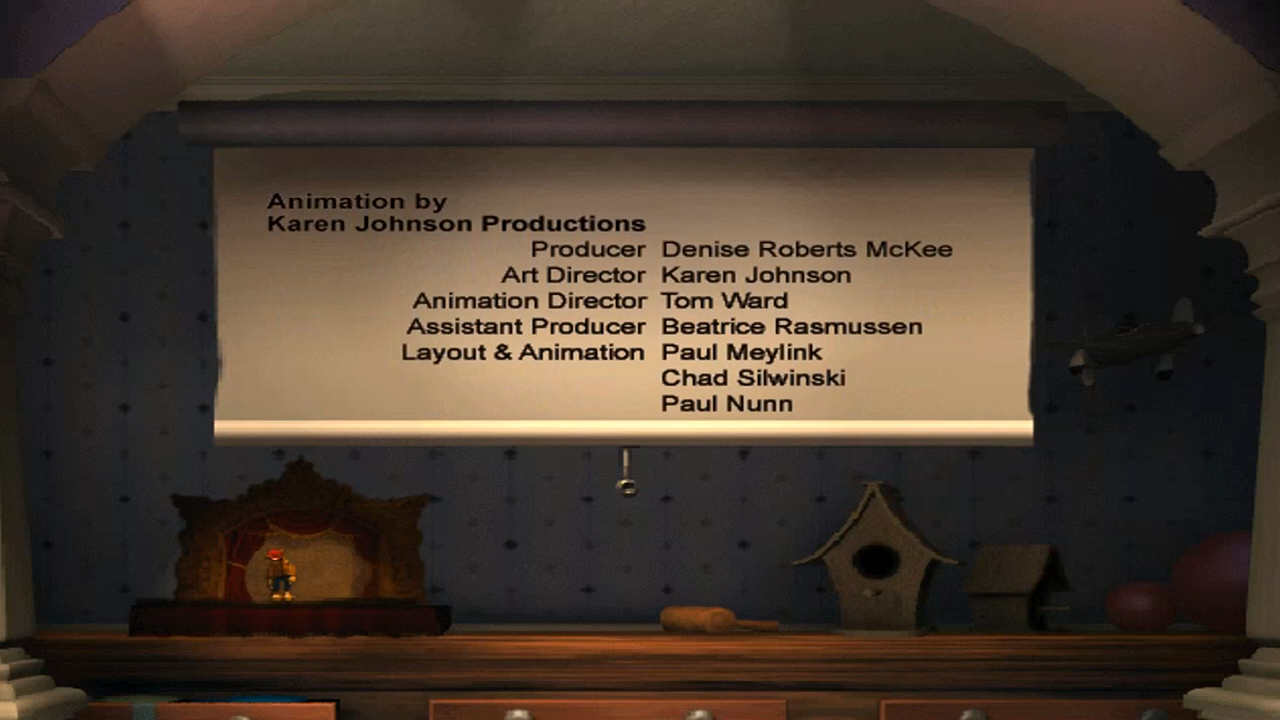 Animation by
Karen Johnson Productions
Producer Denise Roberts McKee
Art Director Karen Johnson
Animation Director Tom Ward
Assistant Producer Beatrice Rasmussen
Layout & Animation Paul Meylink
Chad Silwinski
Paul Nunn